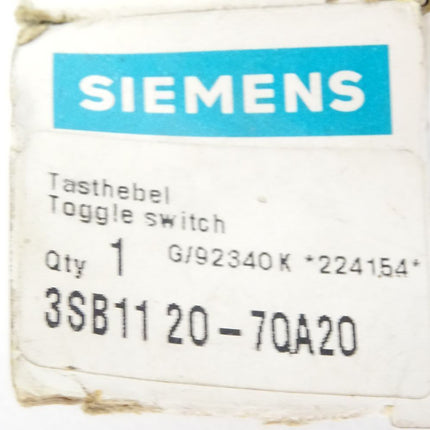 SIEMENS
Tasthebel
Toggle switch
Qty 1 G/92340K *224154*
3SB11 20-7QA20